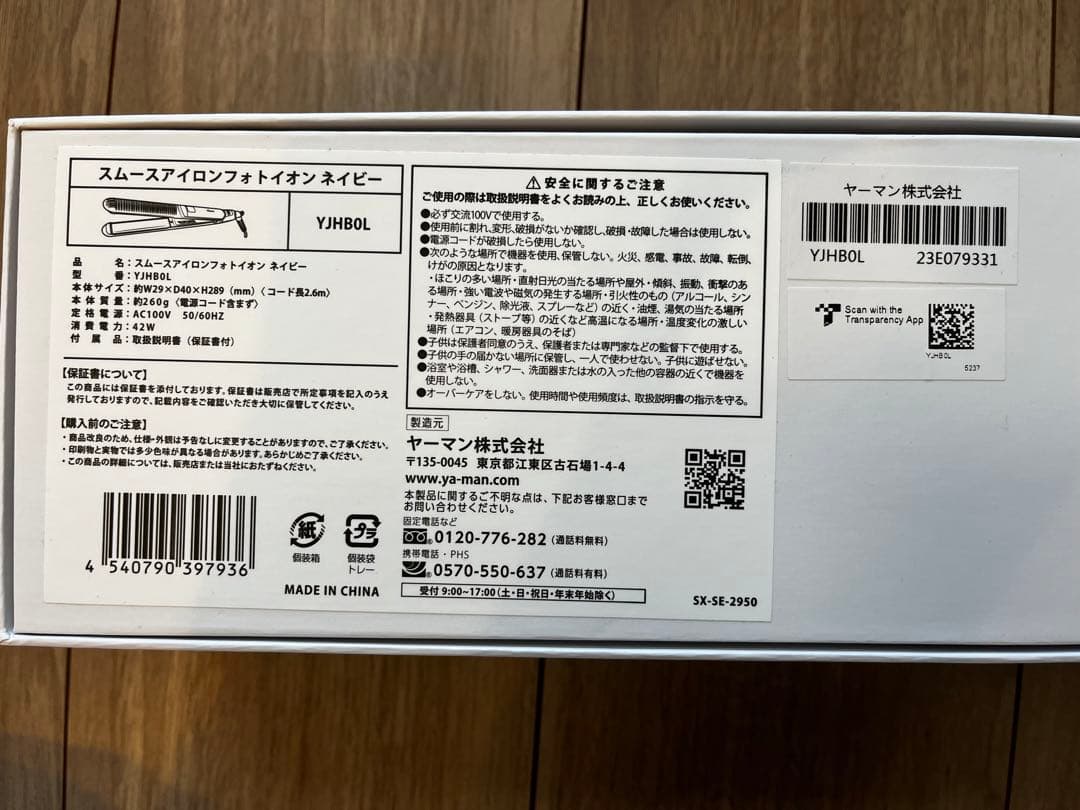 スムースアイロンフォトイオン ネイビー
YJHB0L
品名：スムースアイロンフォトイオン ネイビー
型番：YJHB0L
本体サイズ：約W29×D40×H289（mm）〈コード長2.6m〉
本体質量：約260g〈電源コード含まず〉
定格電源：AC100V 50/60HZ
消費電力：42W
付属品：取扱説明書（保証書付）
【保証書について】
この商品には保証書を添付しております。保証書は販売店で所定事項を記入のうえ
発行しておりますので、記載内容をご確認いただき大切に保管してください。
【購入前のご注意】
・商品改良のため、仕様・外観は予告なしに変更することがありますので、ご了承ください。
・印刷物と実物では多少色味が異なる場合があります。あらかじめご了承ください。
・この商品の詳細については、販売店または当社におたずねください。
4 540790 397936
紙
個装箱
プラ
個装袋
トレー
MADE IN CHINA
⚠安全に関するご注意
ご使用の際は取扱説明書をよくお読みの上、正しくお使いください。
●必ず交流100Vで使用する。
●使用前に割れ、変形、破損がないか確認し、破損・故障した場合は使用しない。
●電源コードが破損したら使用しない。
●次のような場所で機器を使用、保管しない。火災、感電、事故、故障、転倒、
けがの原因となります。
・ほこりの多い場所・直射日光の当たる場所や屋外・傾斜、振動、衝撃のあ
る場所・強い電波や磁気の発生する場所・引火性のもの（アルコール、シン
ナー、ベンジン、除光液、スプレーなど）の近く・油煙、湯気の当たる場所
・発熱器具（ストーブ等）の近くなど高温になる場所・温度変化の激しい
場所（エアコン、暖房器具のそば）
●子供は保護者同意のうえ、保護者または専門家などの監督下で使用する。
●子供の手の届かない場所に保管し、一人で使わせない。子供に遊ばせない。
●浴室や浴槽、シャワー、洗面器または水の入った他の容器の近くで機器を
使用しない。
●オーバーケアをしない。使用時間や使用頻度は、取扱説明書の指示を守る。
製造元
ヤーマン株式会社
〒135-0045 東京都江東区古石場1-4-4
www.ya-man.com
本製品に関するご不明な点は、下記お客様窓口まで
お問い合わせください。
固定電話など
0120-776-282（通話料無料）
携帯電話・PHS
0570-550-637（通話料有料）
受付 9:00~17:00（土・日・祝日・年末年始除く）
SX-SE-2950
ヤーマン株式会社
YJHB0L 23E079331
Scan with the
Transparency App
YJHB0L
5237